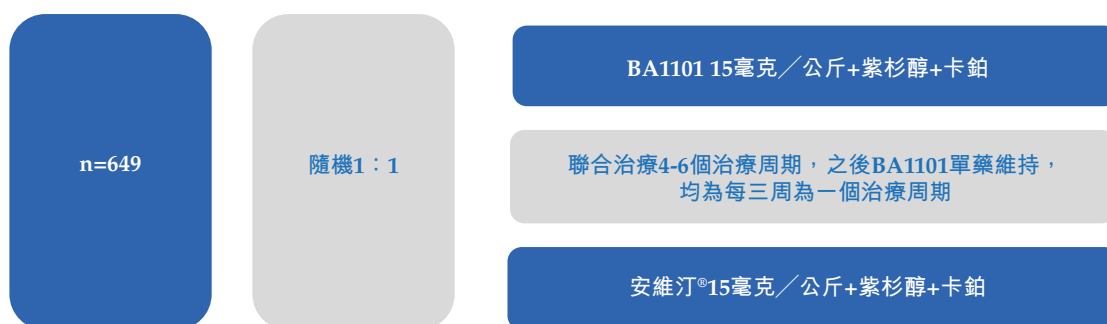 n=649
隨機1：1
BA1101 15毫克／公斤+紫杉醇+卡鉑
聯合治療4-6個治療周期，之後BA1101單藥維持，
均為每三周為一個治療周期
安維汀®15毫克／公斤+紫杉醇+卡鉑